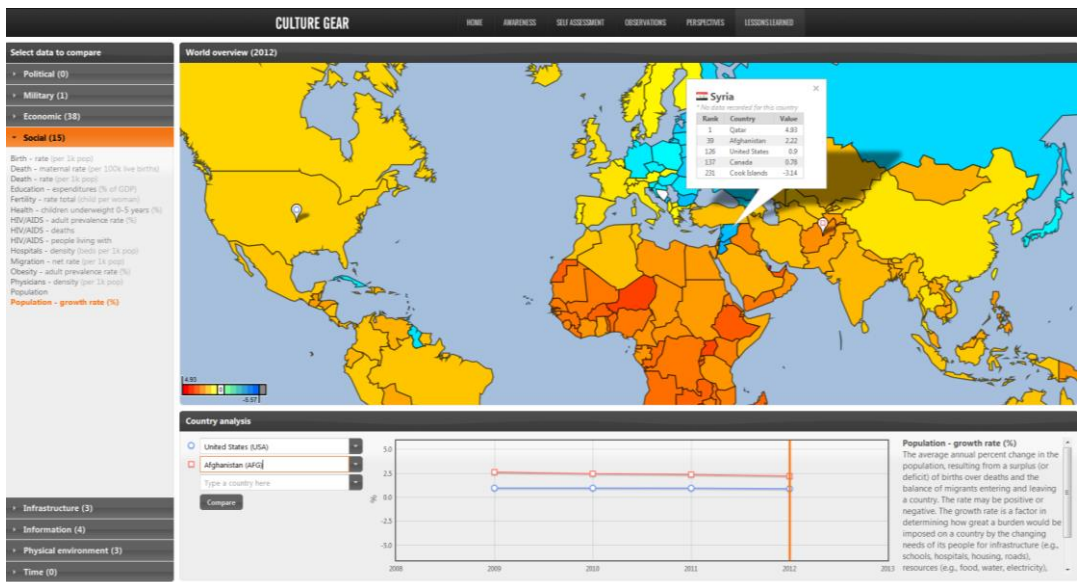 CULTURE GEAR
HOME AWARENESS SELF ASSESSMENT OBSERVATIONS PERSPECTIVES LESSONS LEARNED
Select data to compare
Political (0)
Military (1)
Economic (38)
Social (15)
Birth - rate (per 1k pop)
Death - maternal rate (per 100k live births)
Death - rate (per 1k pop)
Education - expenditures (% of GDP)
Fertility - rate total (child per woman)
Health - children underweight 0-5 years (%)
HIV/AIDS - adult prevalence rate (%)
HIV/AIDS - deaths
HIV/AIDS - people living with
Hospitals - density (beds per 1k pop)
Migration - net rate (per 1k pop)
Obesity - adult prevalence rate (%)
Physicians - density (per 1k pop)
Population
Population - growth rate (%)
Infrastructure (3)
Information (4)
Physical environment (3)
Time (0)
World overview (2012)
Syria
* No data recorded for this country
Rank Country Value
1 Qatar 4.93
39 Afghanistan 2.22
126 United States 0.9
137 Canada 0.78
231 Cook Islands -3.14
4.93
0
Country analysis
United States (USA)
Afghanistan (AFG)
Type a country here
Compare
%
5.0
2.5
0.0
-2.5
-5.0
2008 2009 2010 2011 2012 2013
Population - growth rate (%)
The average annual percent change in the
population, resulting from a surplus (or
deficit) of births over deaths and the
balance of migrants entering and leaving
a country. The rate may be positive or
negative. The growth rate is a factor in
determining how great a burden would be
imposed on a country by the changing
needs of its people for infrastructure (e.g.,
schools, hospitals, housing, roads),
resources (e.g., food, water, electricity),